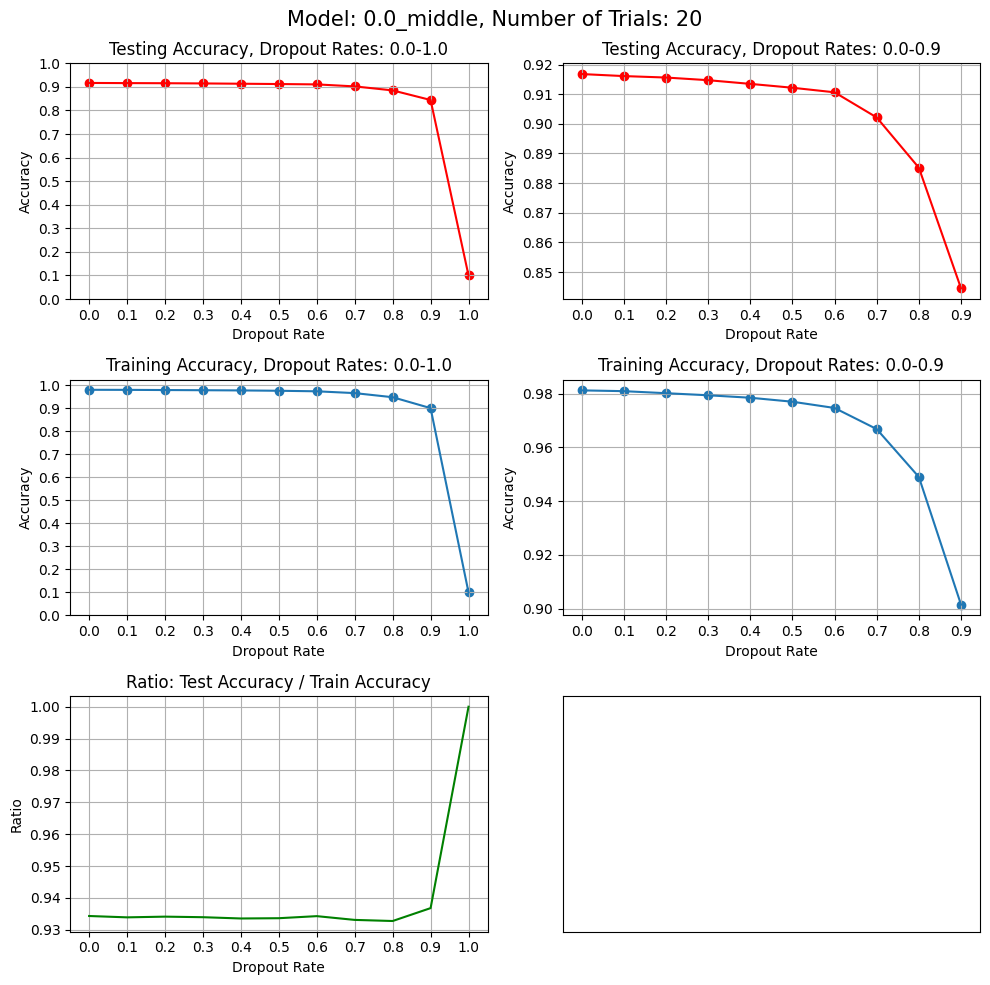 Model: 0.0_middle, Number of Trials: 20
Testing Accuracy, Dropout Rates: 0.0-1.0
1.0
0.9
0.8
0.7
0.6
0.5
0.4
0.3
0.2
0.1
0.0
Accuracy
0.0 0.1 0.2 0.3 0.4 0.5 0.6 0.7 0.8 0.9 1.0
Dropout Rate
Testing Accuracy, Dropout Rates: 0.0-0.9
0.92
0.91
0.90
0.89
0.88
0.87
0.86
0.85
Accuracy
0.0 0.1 0.2 0.3 0.4 0.5 0.6 0.7 0.8 0.9
Dropout Rate
Training Accuracy, Dropout Rates: 0.0-1.0
1.0
0.9
0.8
0.7
0.6
0.5
0.4
0.3
0.2
0.1
0.0
Accuracy
0.0 0.1 0.2 0.3 0.4 0.5 0.6 0.7 0.8 0.9 1.0
Dropout Rate
Training Accuracy, Dropout Rates: 0.0-0.9
0.98
0.96
0.94
0.92
0.90
Accuracy
0.0 0.1 0.2 0.3 0.4 0.5 0.6 0.7 0.8 0.9
Dropout Rate
Ratio: Test Accuracy / Train Accuracy
1.00
0.99
0.98
0.97
0.96
0.95
0.94
0.93
Ratio
0.0 0.1 0.2 0.3 0.4 0.5 0.6 0.7 0.8 0.9 1.0
Dropout Rate